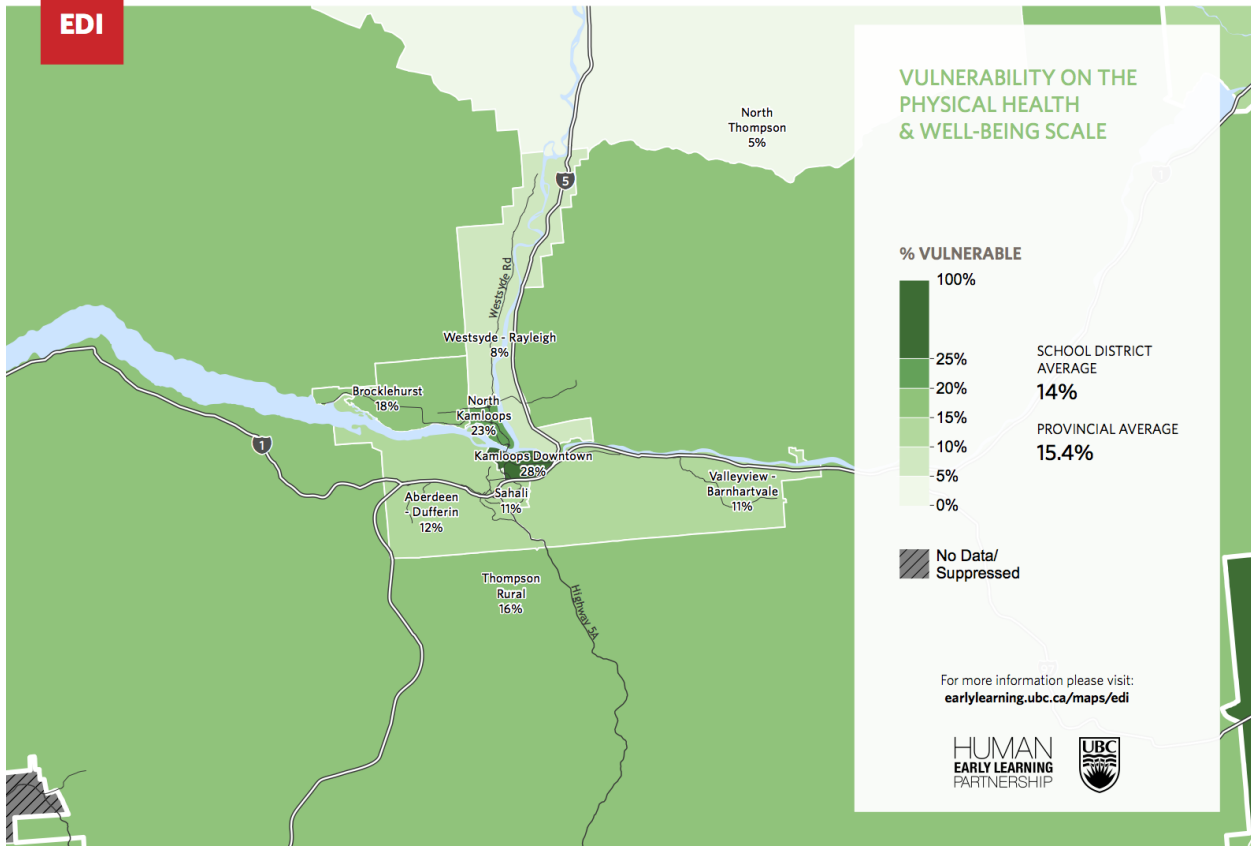 EDI
North
Thompson
5%
5
Westsyde Rd
Westsyde - Rayleigh
8%
Brocklehurst
18%
North
Kamloops
23%
1
Kamloops Downtown
28%
Aberdeen
- Dufferin
12%
Sahali
11%
Valleyview -
Barnhartvale
11%
Thompson
Rural
16%
Highway 5A
VULNERABILITY ON THE
PHYSICAL HEALTH
& WELL-BEING SCALE
1
% VULNERABLE
100%
25%
20%
15%
10%
5%
0%
SCHOOL DISTRICT
AVERAGE
14%
PROVINCIAL AVERAGE
15.4%
No Data/
Suppressed
For more information please visit:
earlylearning.ubc.ca/maps/edi
HUMAN
EARLY LEARNING
PARTNERSHIP
UBC